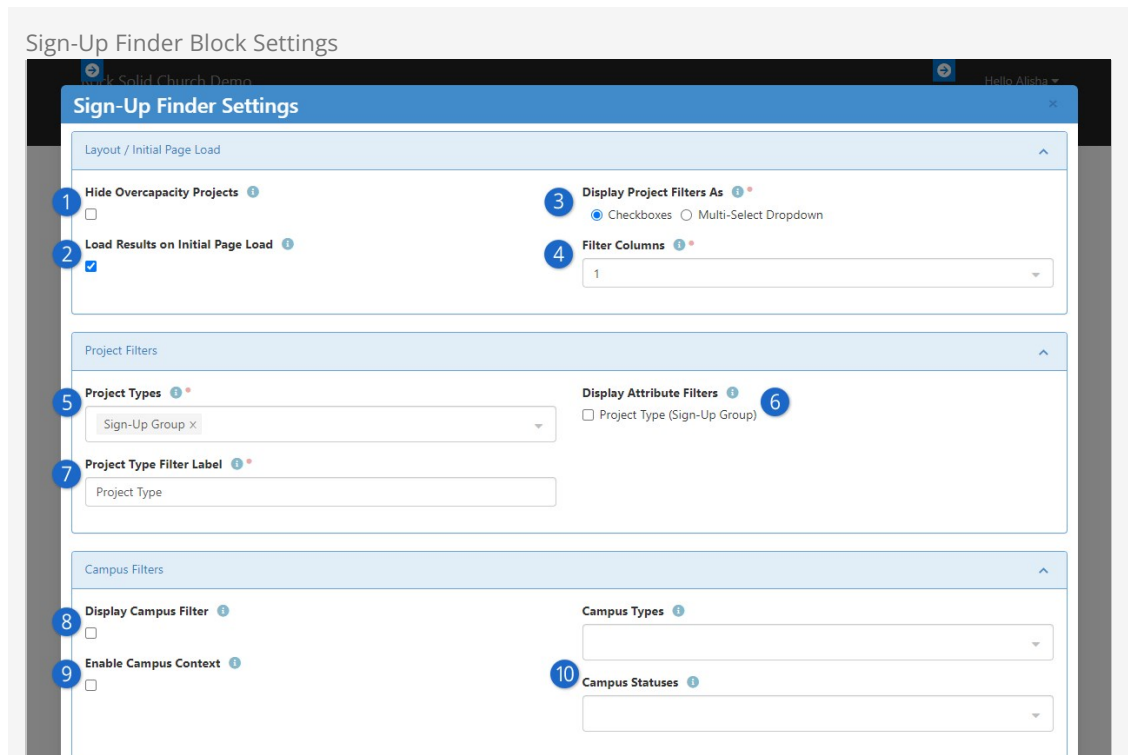 Sign-Up Finder Block Settings
Rock Solid Church Demo
Hello Alisha
Sign-Up Finder Settings
×
Layout / Initial Page Load
1 Hide Overcapacity Projects
3 Display Project Filters As *
Checkboxes Multi-Select Dropdown
2 Load Results on Initial Page Load
4 Filter Columns *
1
Project Filters
5 Project Types *
Sign-Up Group ×
Display Attribute Filters
6
Project Type (Sign-Up Group)
7 Project Type Filter Label *
Project Type
Campus Filters
8 Display Campus Filter
Campus Types
9 Enable Campus Context
10 Campus Statuses